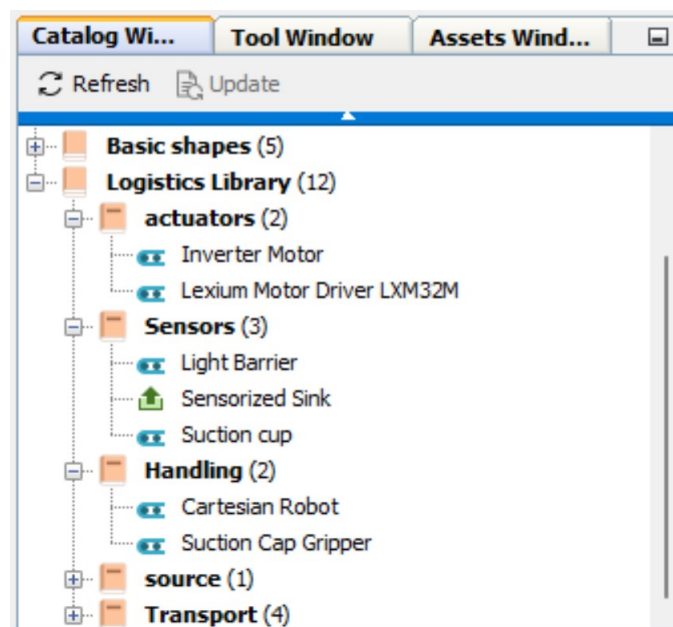 Catalog Wi... Tool Window Assets Wind...
Refresh Update
Basic shapes (5)
Logistics Library (12)
actuators (2)
Inverter Motor
Lexium Motor Driver LXM32M
Sensors (3)
Light Barrier
Sensorized Sink
Suction cup
Handling (2)
Cartesian Robot
Suction Cap Gripper
source (1)
Transport (4)